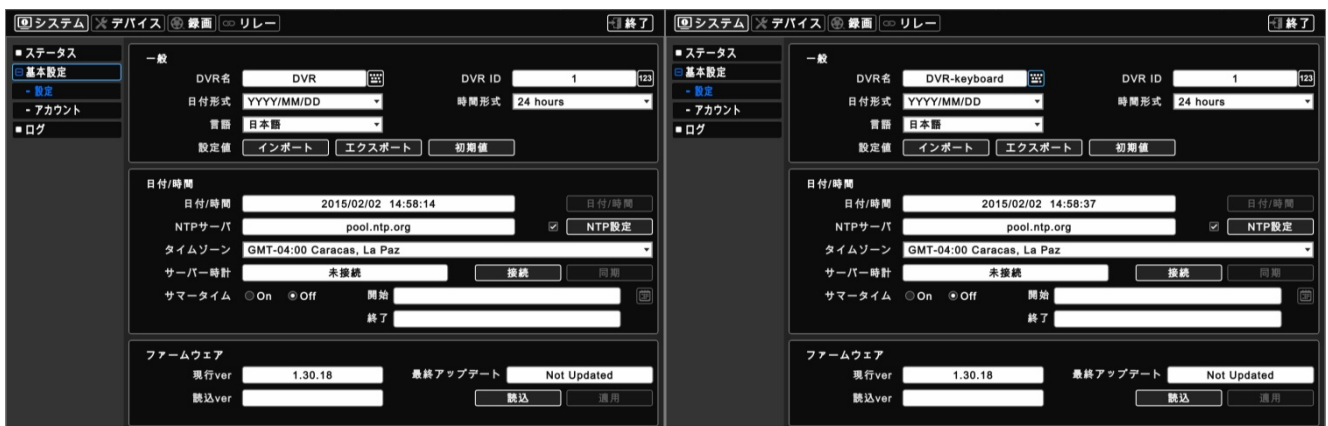 システム デバイス 録画 リレー 終了
ステータス
基本設定
- 設定
- アカウント
ログ
一般
DVR名 DVR DVR ID 1 123
日付形式 YYYY/MM/DD 時間形式 24 hours
言語 日本語
設定値 インポート エクスポート 初期値
日付/時間
日付/時間 2015/02/02 14:58:14 日付/時間
NTPサーバ pool.ntp.org NTP設定
タイムゾーン GMT-04:00 Caracas, La Paz
サーバー時計 未接続 接続 同期
サマータイム On Off 開始
終了
ファームウェア
現行ver 1.30.18 最終アップデート Not Updated
読込ver 読込 適用
システム デバイス 録画 リレー 終了
ステータス
基本設定
- 設定
- アカウント
ログ
一般
DVR名 DVR-keyboard DVR ID 1 123
日付形式 YYYY/MM/DD 時間形式 24 hours
言語 日本語
設定値 インポート エクスポート 初期値
日付/時間
日付/時間 2015/02/02 14:58:37 日付/時間
NTPサーバ pool.ntp.org NTP設定
タイムゾーン GMT-04:00 Caracas, La Paz
サーバー時計 未接続 接続 同期
サマータイム On Off 開始
終了
ファームウェア
現行ver 1.30.18 最終アップデート Not Updated
読込ver 読込 適用